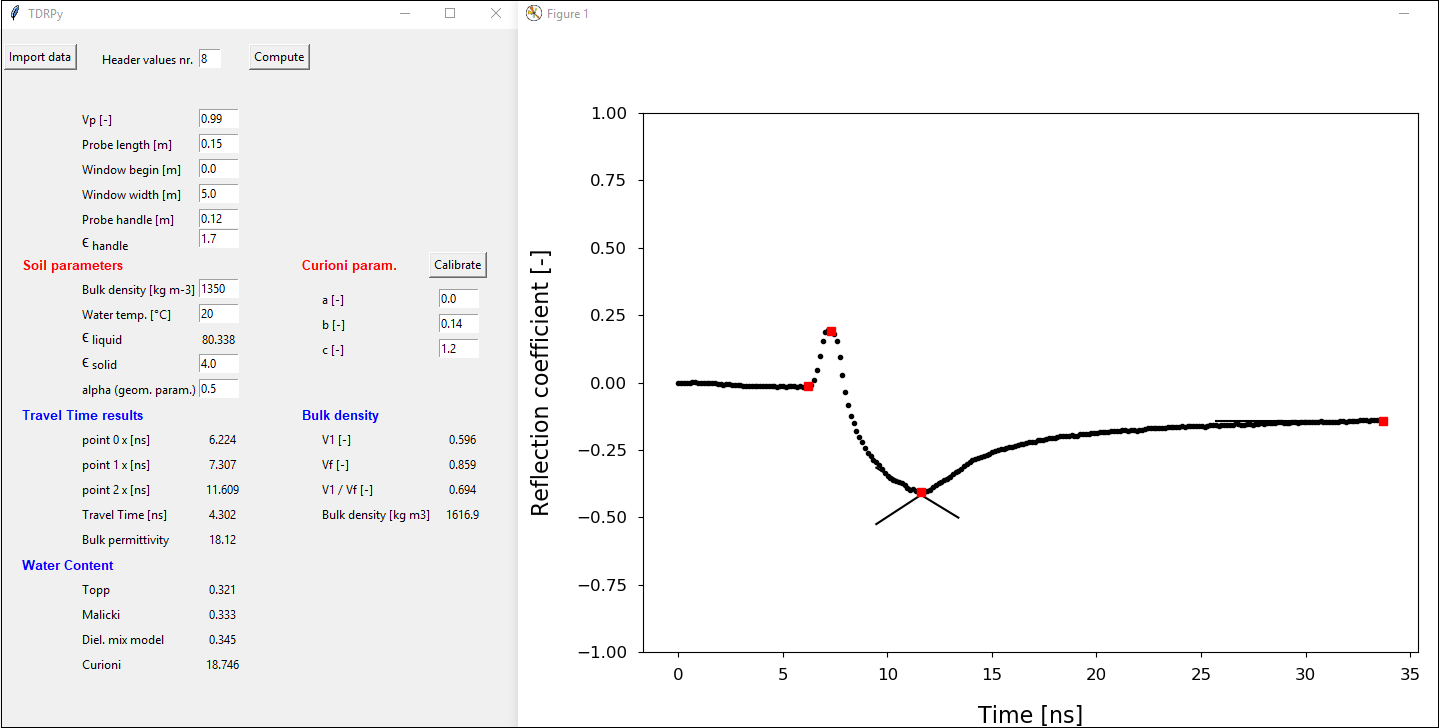 TDRPy
Import data Header values nr. 8 Compute
Vp [-] 0.99
Probe length [m] 0.15
Window begin [m] 0.0
Window width [m] 5.0
Probe handle [m] 0.12
ϵ handle 1.7
Soil parameters Curioni param. Calibrate
Bulk density [kg m-3] 1350 a [-] 0.0
Water temp. [°C] 20 b [-] 0.14
ϵ liquid 80.338 c [-] 1.2
ϵ solid 4.0
alpha (geom. param.) 0.5
Travel Time results Bulk density
point 0 x [ns] 6.224 V1 [-] 0.596
point 1 x [ns] 7.307 Vf [-] 0.859
point 2 x [ns] 11.609 V1 / Vf [-] 0.694
Travel Time [ns] 4.302 Bulk density [kg m3] 1616.9
Bulk permittivity 18.12
Water Content
Topp 0.321
Malicki 0.333
Diel. mix model 0.345
Curioni 18.746
Figure 1
1.00
0.75
0.50
0.25
0.00
−0.25
−0.50
−0.75
−1.00
Reflection coefficient [-]
0 5 10 15 20 25 30 35
Time [ns]